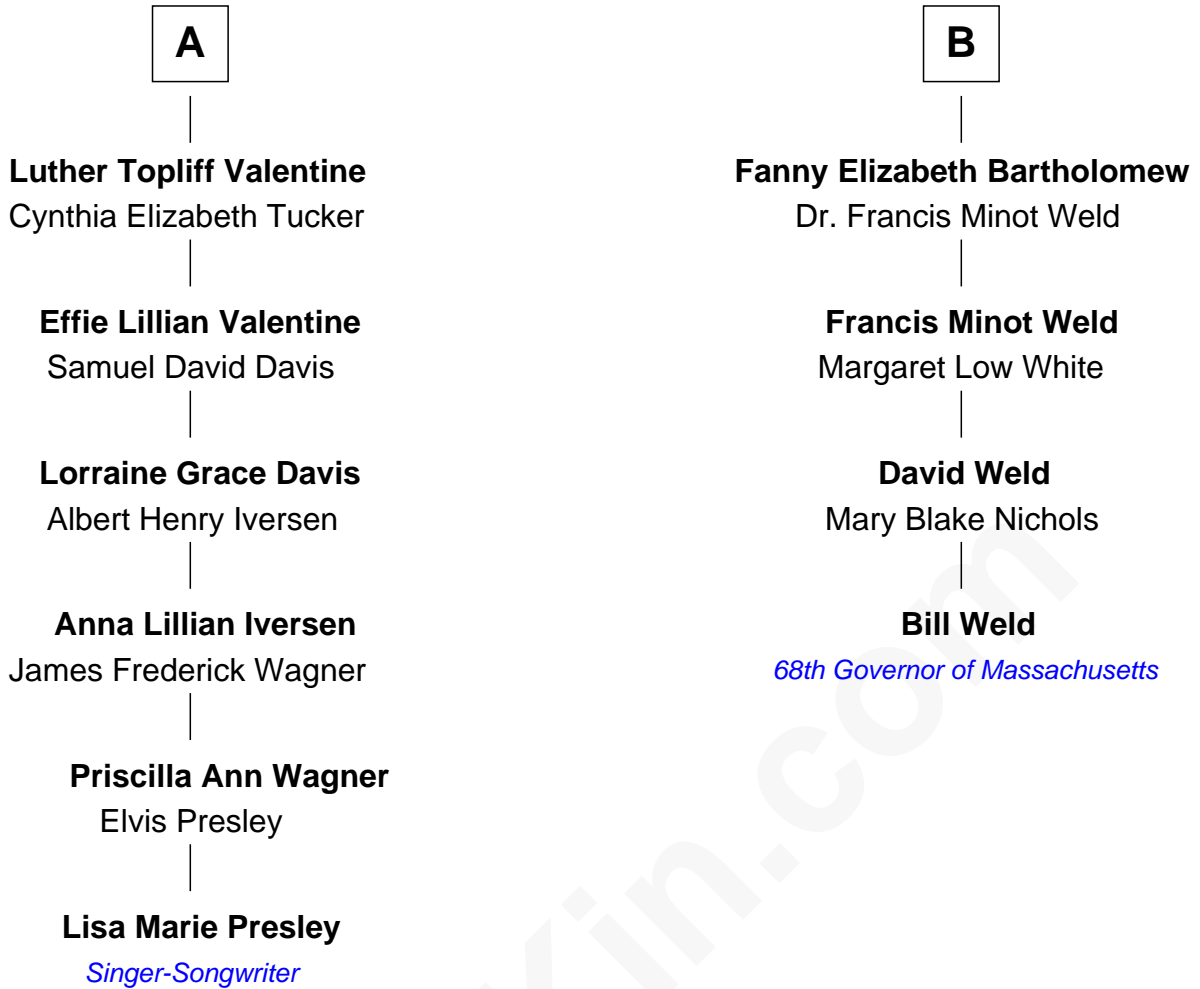 A
Luther Topliff Valentine
Cynthia Elizabeth Tucker
Effie Lillian Valentine
Samuel David Davis
Lorraine Grace Davis
Albert Henry Iversen
Anna Lillian Iversen
James Frederick Wagner
Priscilla Ann Wagner
Elvis Presley
Lisa Marie Presley
Singer-Songwriter
B
Fanny Elizabeth Bartholomew
Dr. Francis Minot Weld
Francis Minot Weld
Margaret Low White
David Weld
Mary Blake Nichols
Bill Weld
68th Governor of Massachusetts
Kin.com